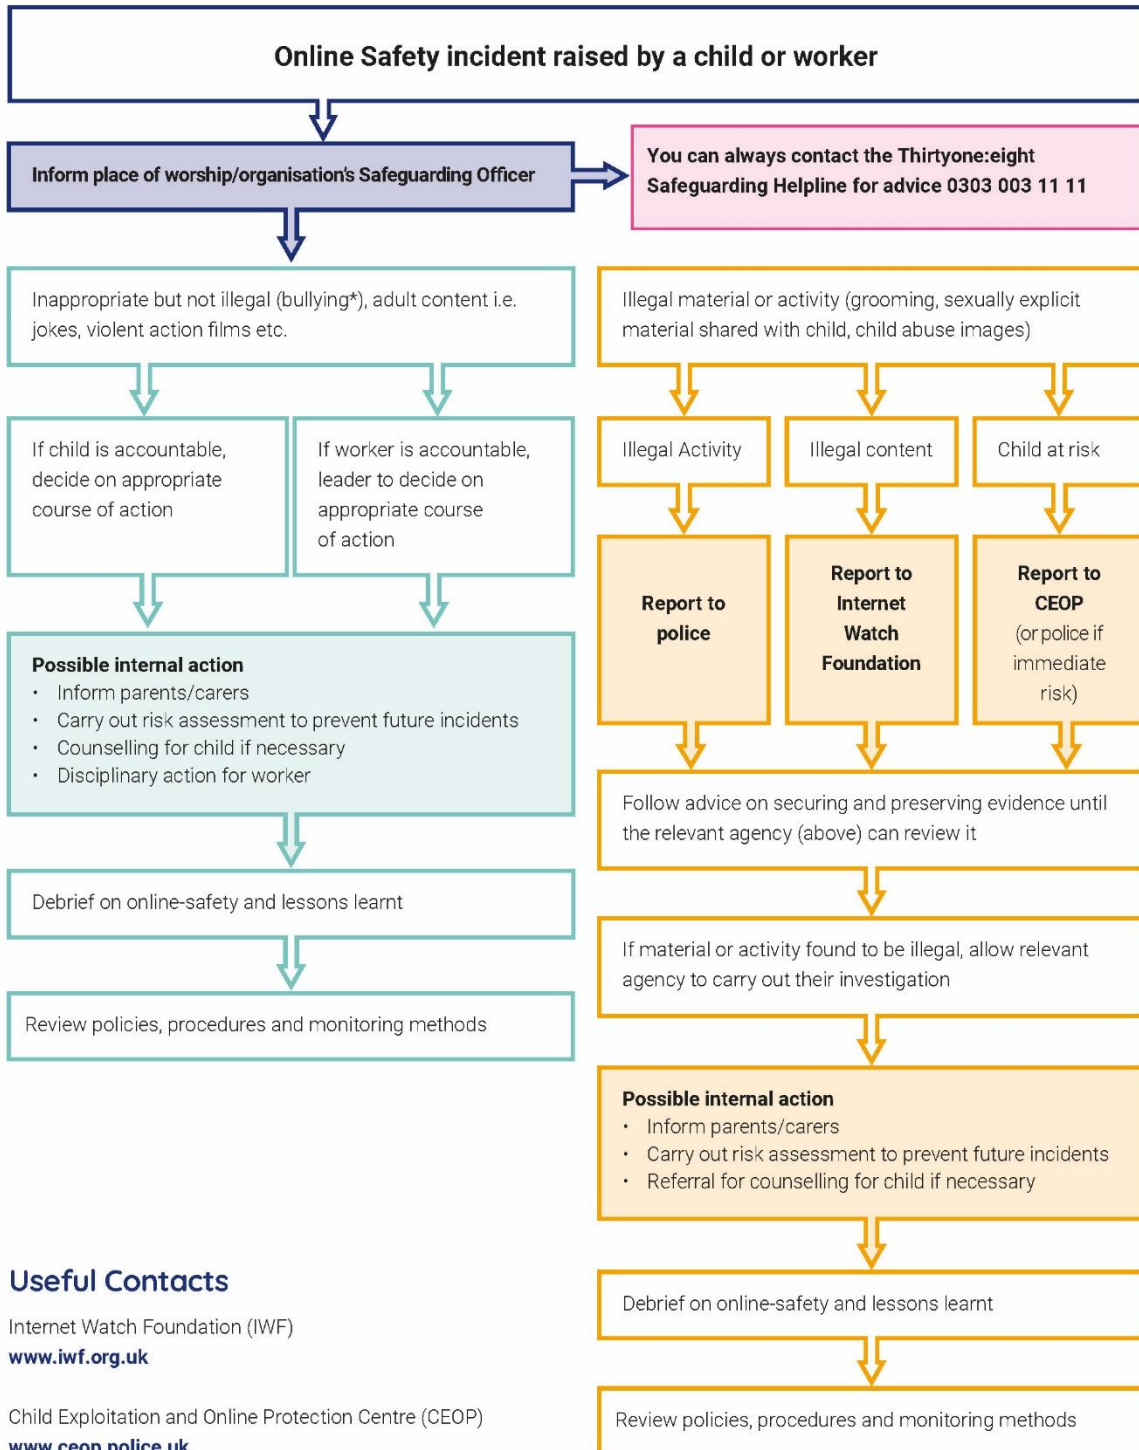 Online Safety incident raised by a child or worker
Inform place of worship/organisation's Safeguarding Officer
You can always contact the Thirtyone:eight
Safeguarding Helpline for advice 0303 003 11 11
Inappropriate but not illegal (bullying*), adult content i.e.
jokes, violent action films etc.
If child is accountable,
decide on appropriate
course of action
If worker is accountable,
leader to decide on
appropriate course
of action
Possible internal action
• Inform parents/carers
• Carry out risk assessment to prevent future incidents
• Counselling for child if necessary
• Disciplinary action for worker
Debrief on online-safety and lessons learnt
Review policies, procedures and monitoring methods
Illegal material or activity (grooming, sexually explicit
material shared with child, child abuse images)
Illegal Activity
Illegal content
Child at risk
Report to
police
Report to
Internet
Watch
Foundation
Report to
CEOP
(or police if
immediate
risk)
Follow advice on securing and preserving evidence until
the relevant agency (above) can review it
If material or activity found to be illegal, allow relevant
agency to carry out their investigation
Possible internal action
• Inform parents/carers
• Carry out risk assessment to prevent future incidents
• Referral for counselling for child if necessary
Debrief on online-safety and lessons learnt
Review policies, procedures and monitoring methods
Useful Contacts
Internet Watch Foundation (IWF)
www.iwf.org.uk
Child Exploitation and Online Protection Centre (CEOP)
www.ceop.police.uk